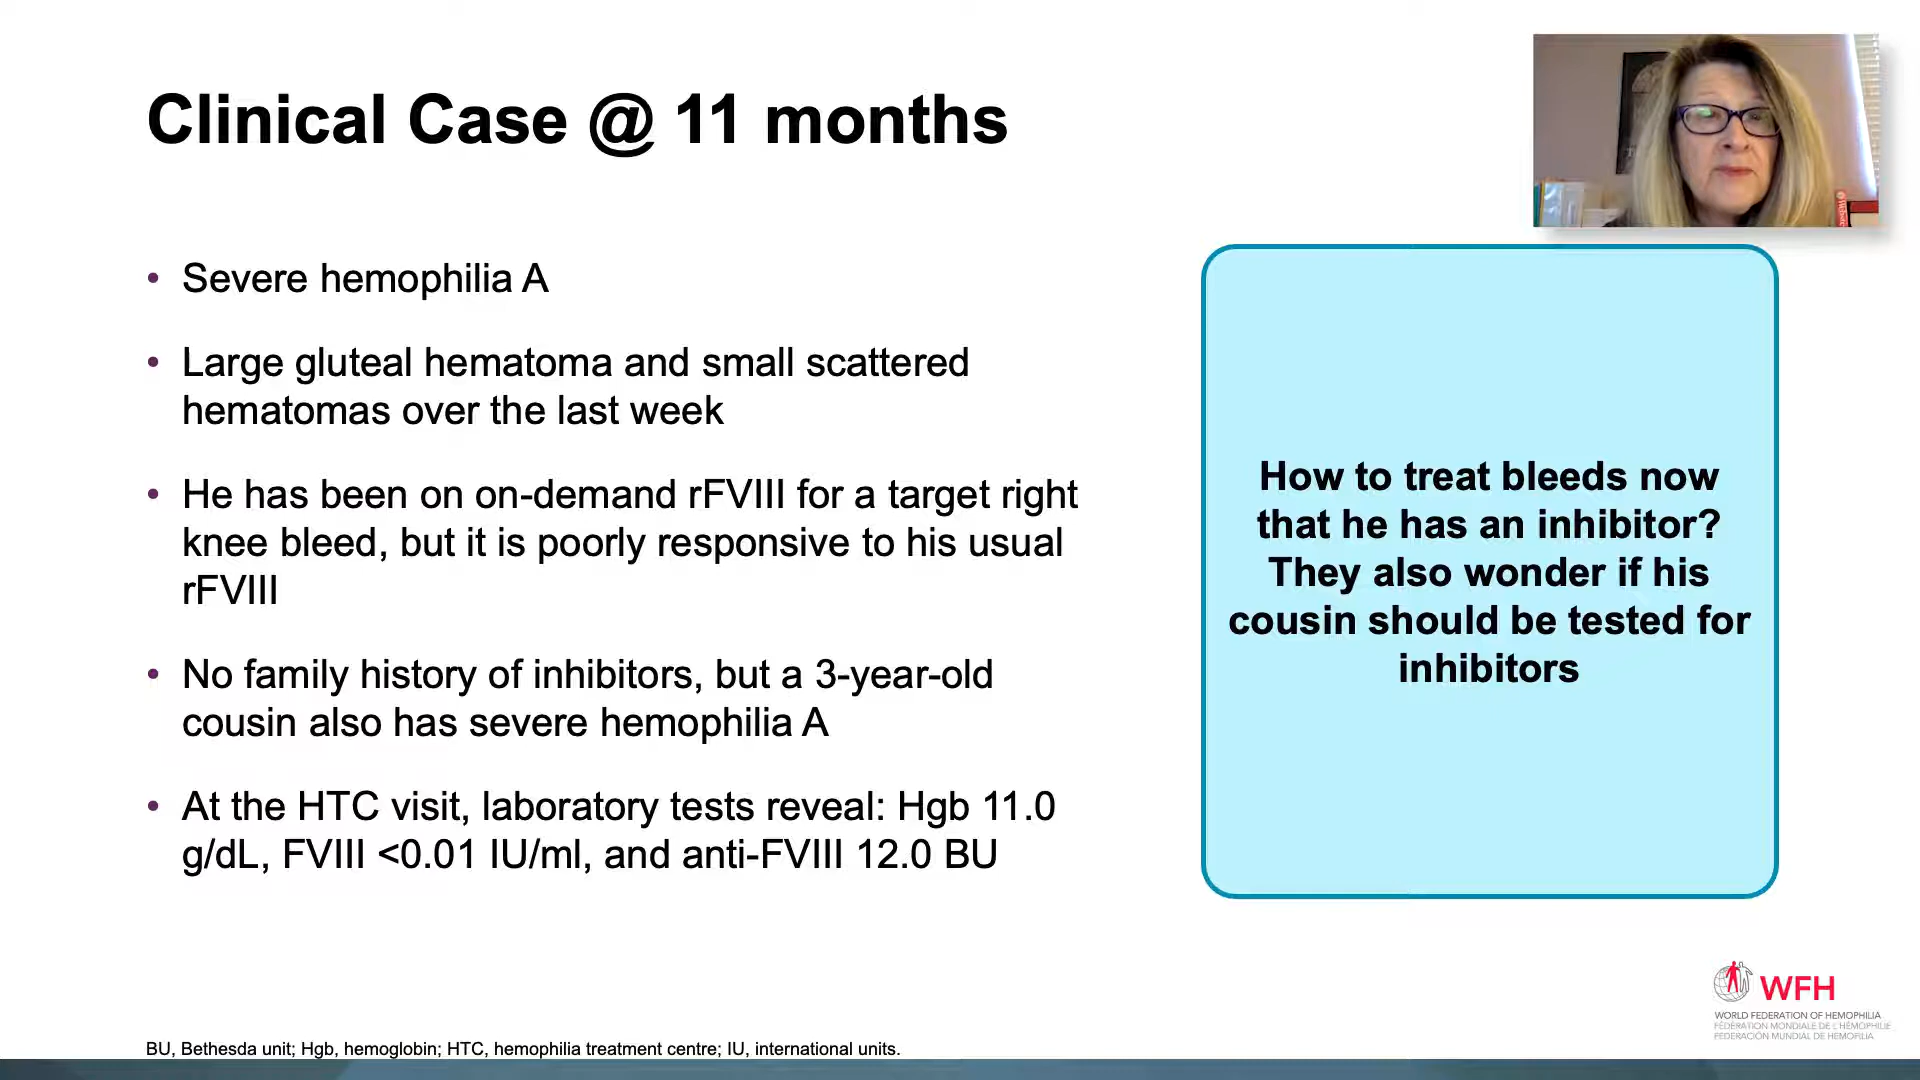 Clinical Case @ 11 months
• Severe hemophilia A
• Large gluteal hematoma and small scattered
hematomas over the last week
• He has been on on-demand rFVIII for a target right
knee bleed, but it is poorly responsive to his usual
rFVIII
• No family history of inhibitors, but a 3-year-old
cousin also has severe hemophilia A
• At the HTC visit, laboratory tests reveal: Hgb 11.0
g/dL, FVIII <0.01 IU/ml, and anti-FVIII 12.0 BU
How to treat bleeds now
that he has an inhibitor?
They also wonder if his
cousin should be tested for
inhibitors
WFH
WORLD FEDERATION OF HEMOPHILIA
FÉDÉRATION MONDIALE DE L'HÉMOPHILIE
FEDERACIÓN MUNDIAL DE HEMOFILIA
BU, Bethesda unit; Hgb, hemoglobin; HTC, hemophilia treatment centre; IU, international units.